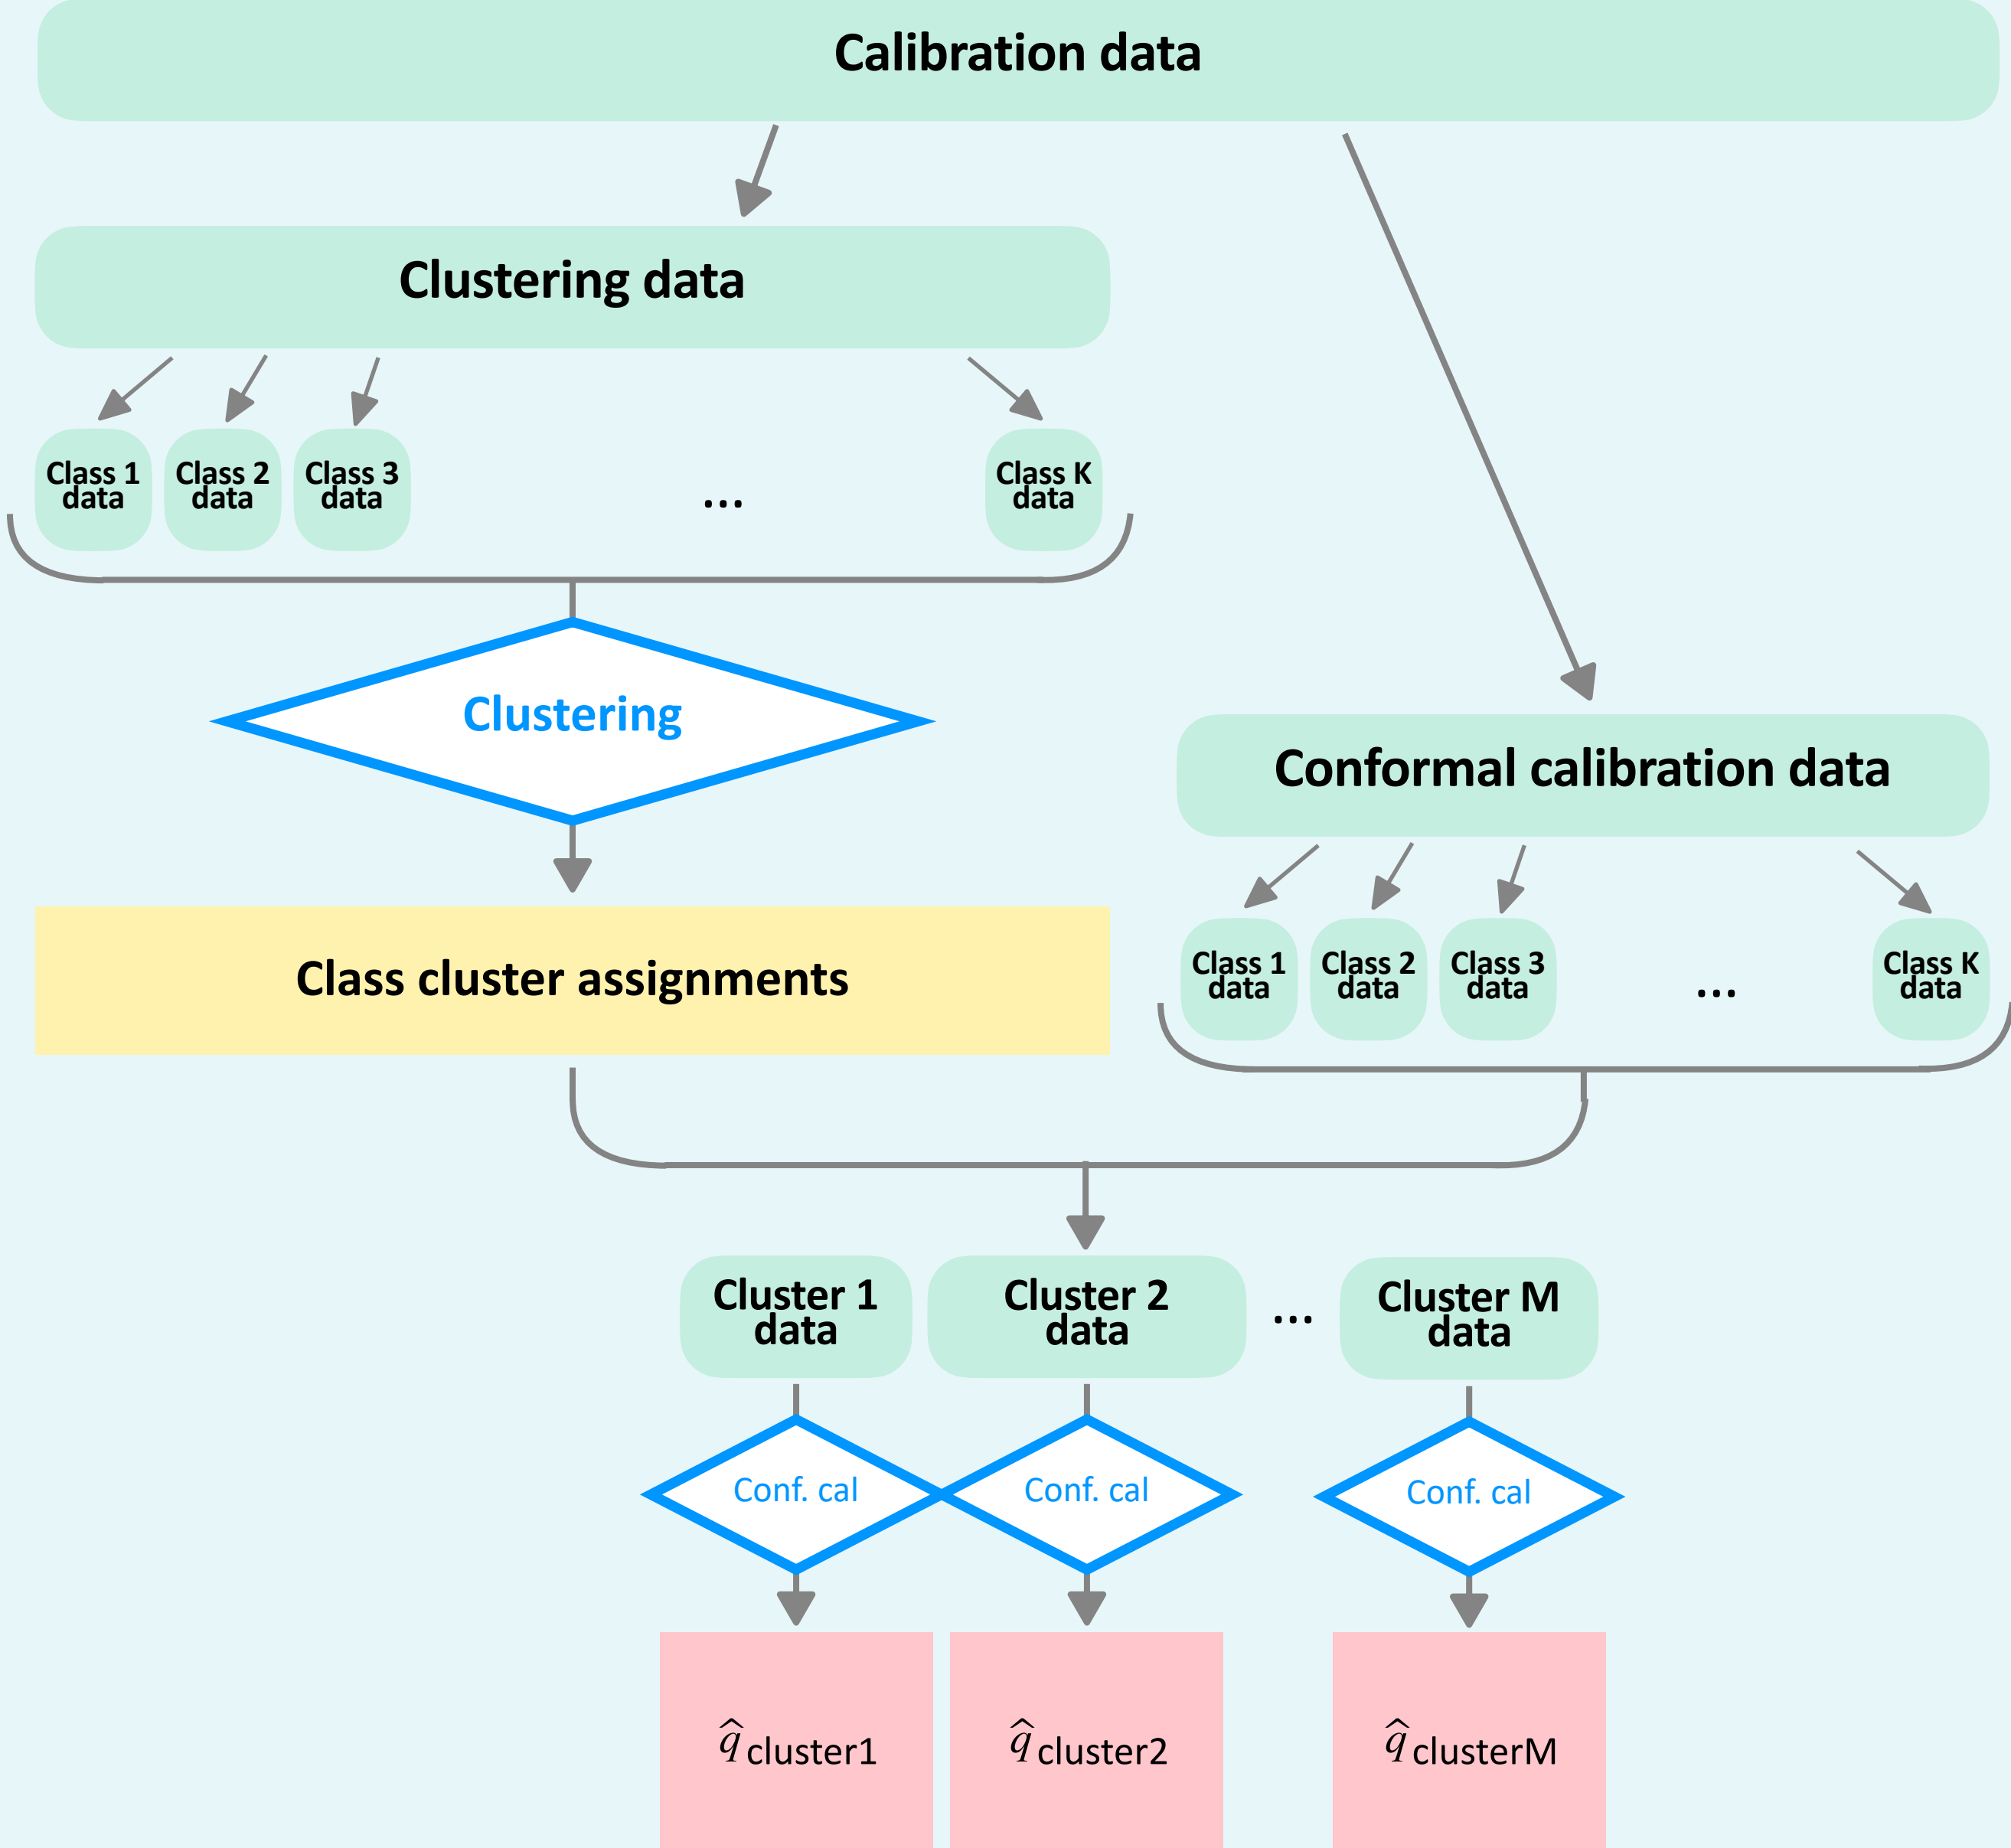 Calibration data
Clustering data
Class 1
data
Class 2
data
Class 3
data
...
Class K
data
Clustering
Conformal calibration data
Class cluster assignments
Class 1
data
Class 2
data
Class 3
data
...
Class K
data
Cluster 1
data
Cluster 2
data
...
Cluster M
data
Conf. cal
Conf. cal
Conf. cal
q̂ cluster1
q̂ cluster2
q̂ clusterM